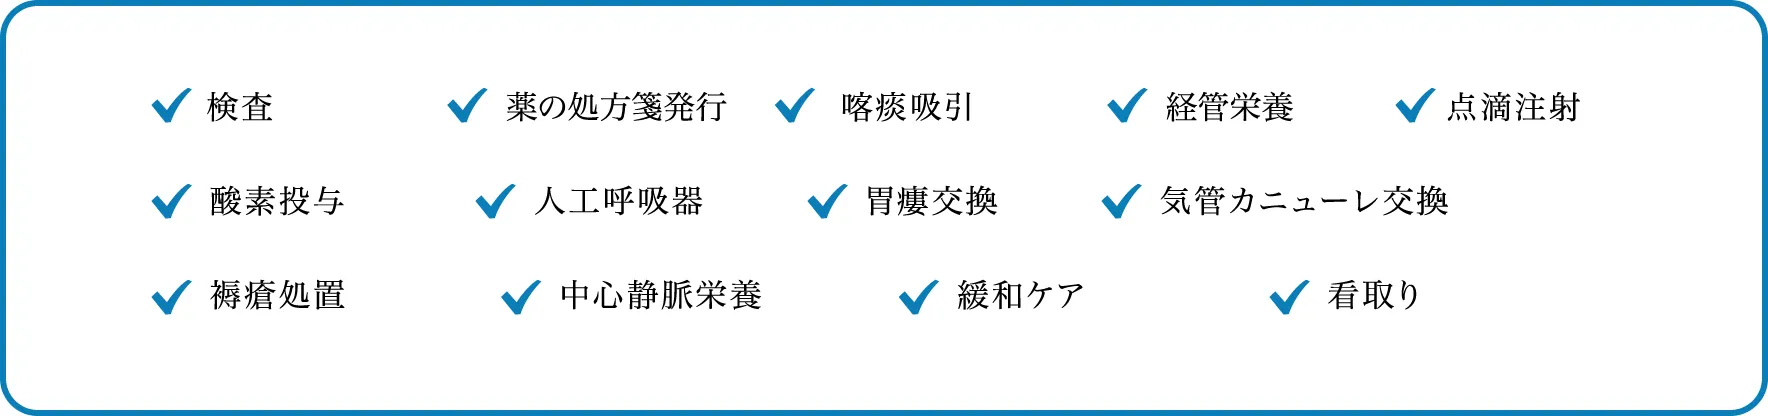 検査 薬の処方箋発行 喀痰吸引 経管栄養 点滴注射
酸素投与 人工呼吸器 胃瘻交換 気管カニューレ交換
褥瘡処置 中心静脈栄養 緩和ケア 看取り